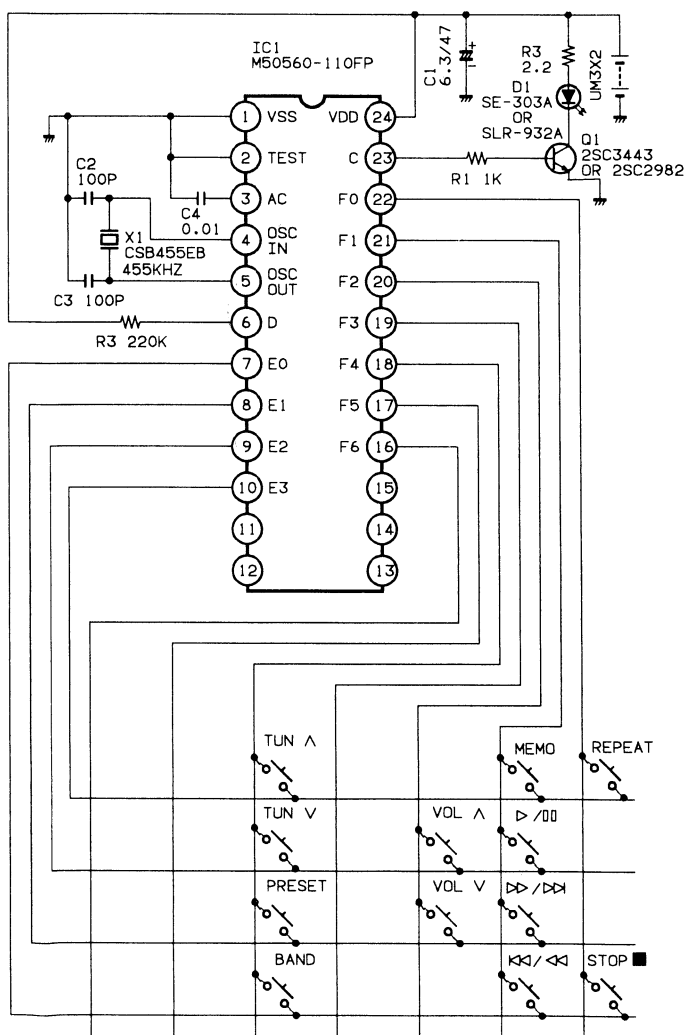 IC1
M50560-110FP
C1
6.3/47
+
-
R3
2.2
D1
SE-303A
OR
SLR-932A
UM3X2
Q1
2SC3443
OR 2SC2982
R1 1K
C2
100P
X1
CSB455EB
455KHZ
C3 100P
C4
0.01
R3 220K
1 VSS
2 TEST
3 AC
4 OSC IN
5 OSC OUT
6 D
7 E0
8 E1
9 E2
10 E3
11
12
VDD 24
C 23
F0 22
F1 21
F2 20
F3 19
F4 18
F5 17
F6 16
15
14
13
TUN ∧
MEMO
REPEAT
TUN ∨
VOL ∧
▷/▯▯
PRESET
VOL ∨
▷▷/▷▷|
BAND
|◁◁/◁◁
STOP ■